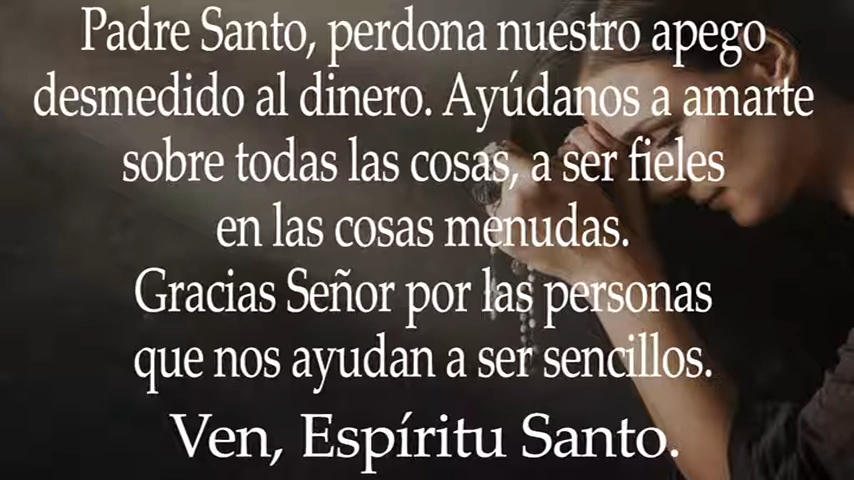 Padre Santo, perdona nuestro apego
desmedido al dinero. Ayúdanos a amarte
sobre todas las cosas, a ser fieles
en las cosas menudas.
Gracias Señor por las personas
que nos ayudan a ser sencillos.
Ven, Espíritu Santo.